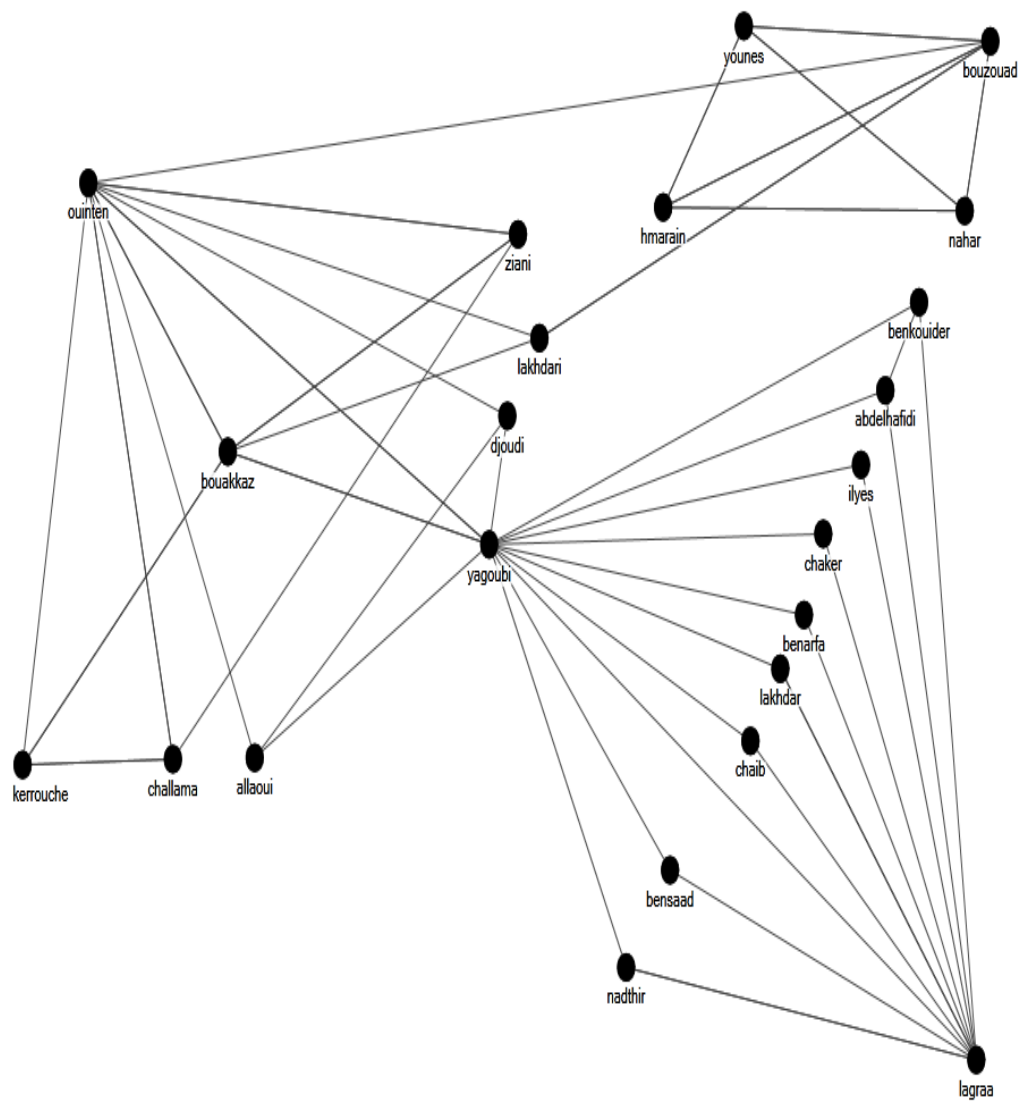 younes
bouzouad
ouinten
hmarain
nahar
ziani
benkouider
lakhdari
abdelhafidi
djoudi
bouakkaz
ilyes
chaker
yagoubi
benarfa
lakhdar
chaib
kerrouche
challama
allaoui
bensaad
nadthir
lagraa